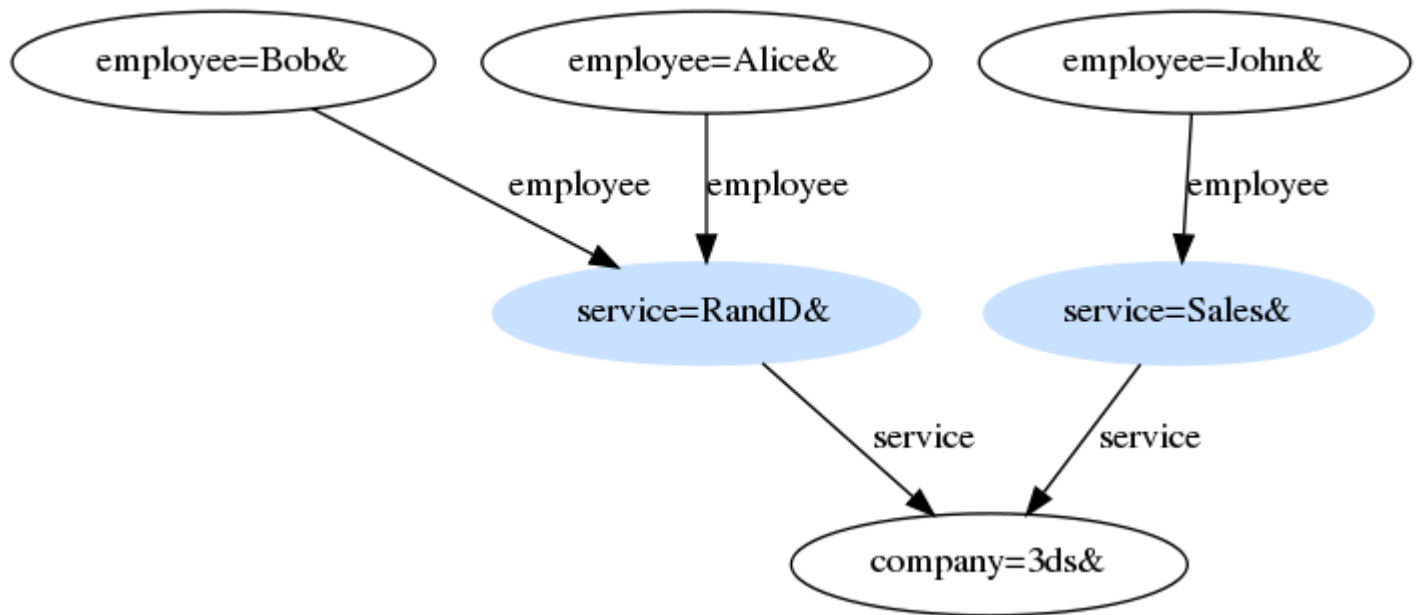 employee=Bob&
employee=Alice&
employee=John&
employee
employee
employee
service=RandD&
service=Sales&
service
service
company=3ds&